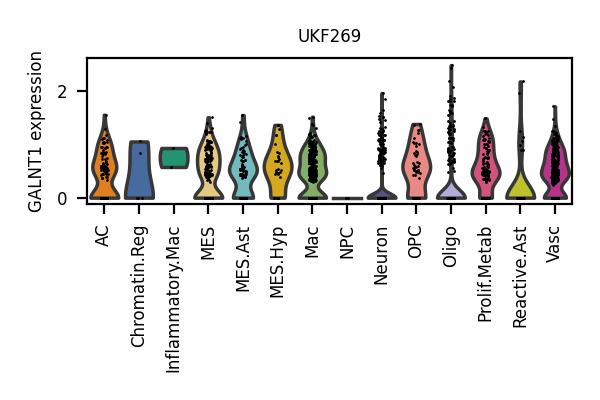 UKF269
GALNT1 expression
2
0
AC
Chromatin.Reg
Inflammatory.Mac
MES
MES.Ast
MES.Hyp
Mac
NPC
Neuron
OPC
Oligo
Prolif.Metab
Reactive.Ast
Vasc